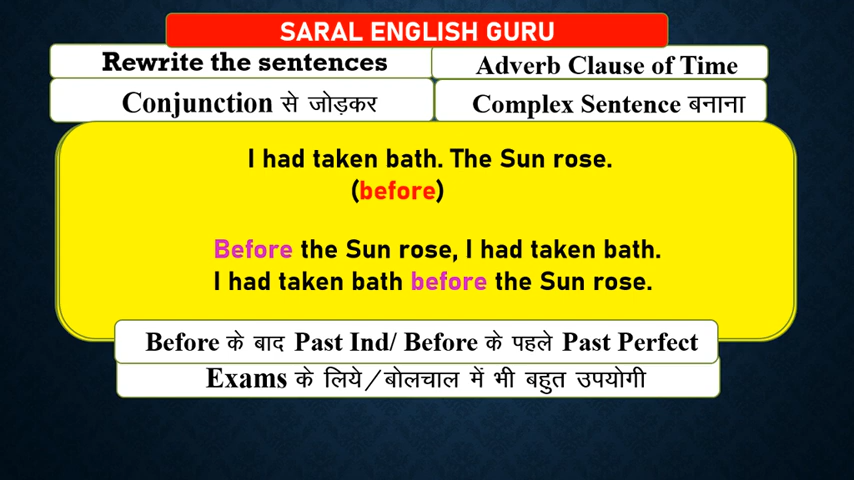 SARAL ENGLISH GURU
Rewrite the sentences
Adverb Clause of Time
Conjunction से जोड़कर
Complex Sentence बनाना
I had taken bath. The Sun rose.
(before)
Before the Sun rose, I had taken bath.
I had taken bath before the Sun rose.
Before के बाद Past Ind/ Before के पहले Past Perfect
Exams के लिये/बोलचाल में भी बहुत उपयोगी